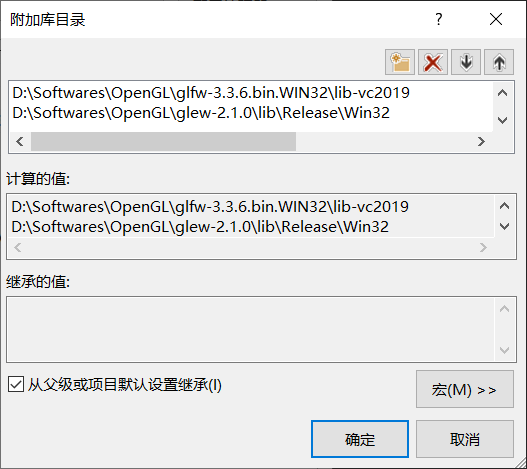 附加库目录
D:\Softwares\OpenGL\glfw-3.3.6.bin.WIN32\lib-vc2019
D:\Softwares\OpenGL\glew-2.1.0\lib\Release\Win32
计算的值:
D:\Softwares\OpenGL\glfw-3.3.6.bin.WIN32\lib-vc2019
D:\Softwares\OpenGL\glew-2.1.0\lib\Release\Win32
继承的值:
从父级或项目默认设置继承(I)
宏(M) >>
确定
取消